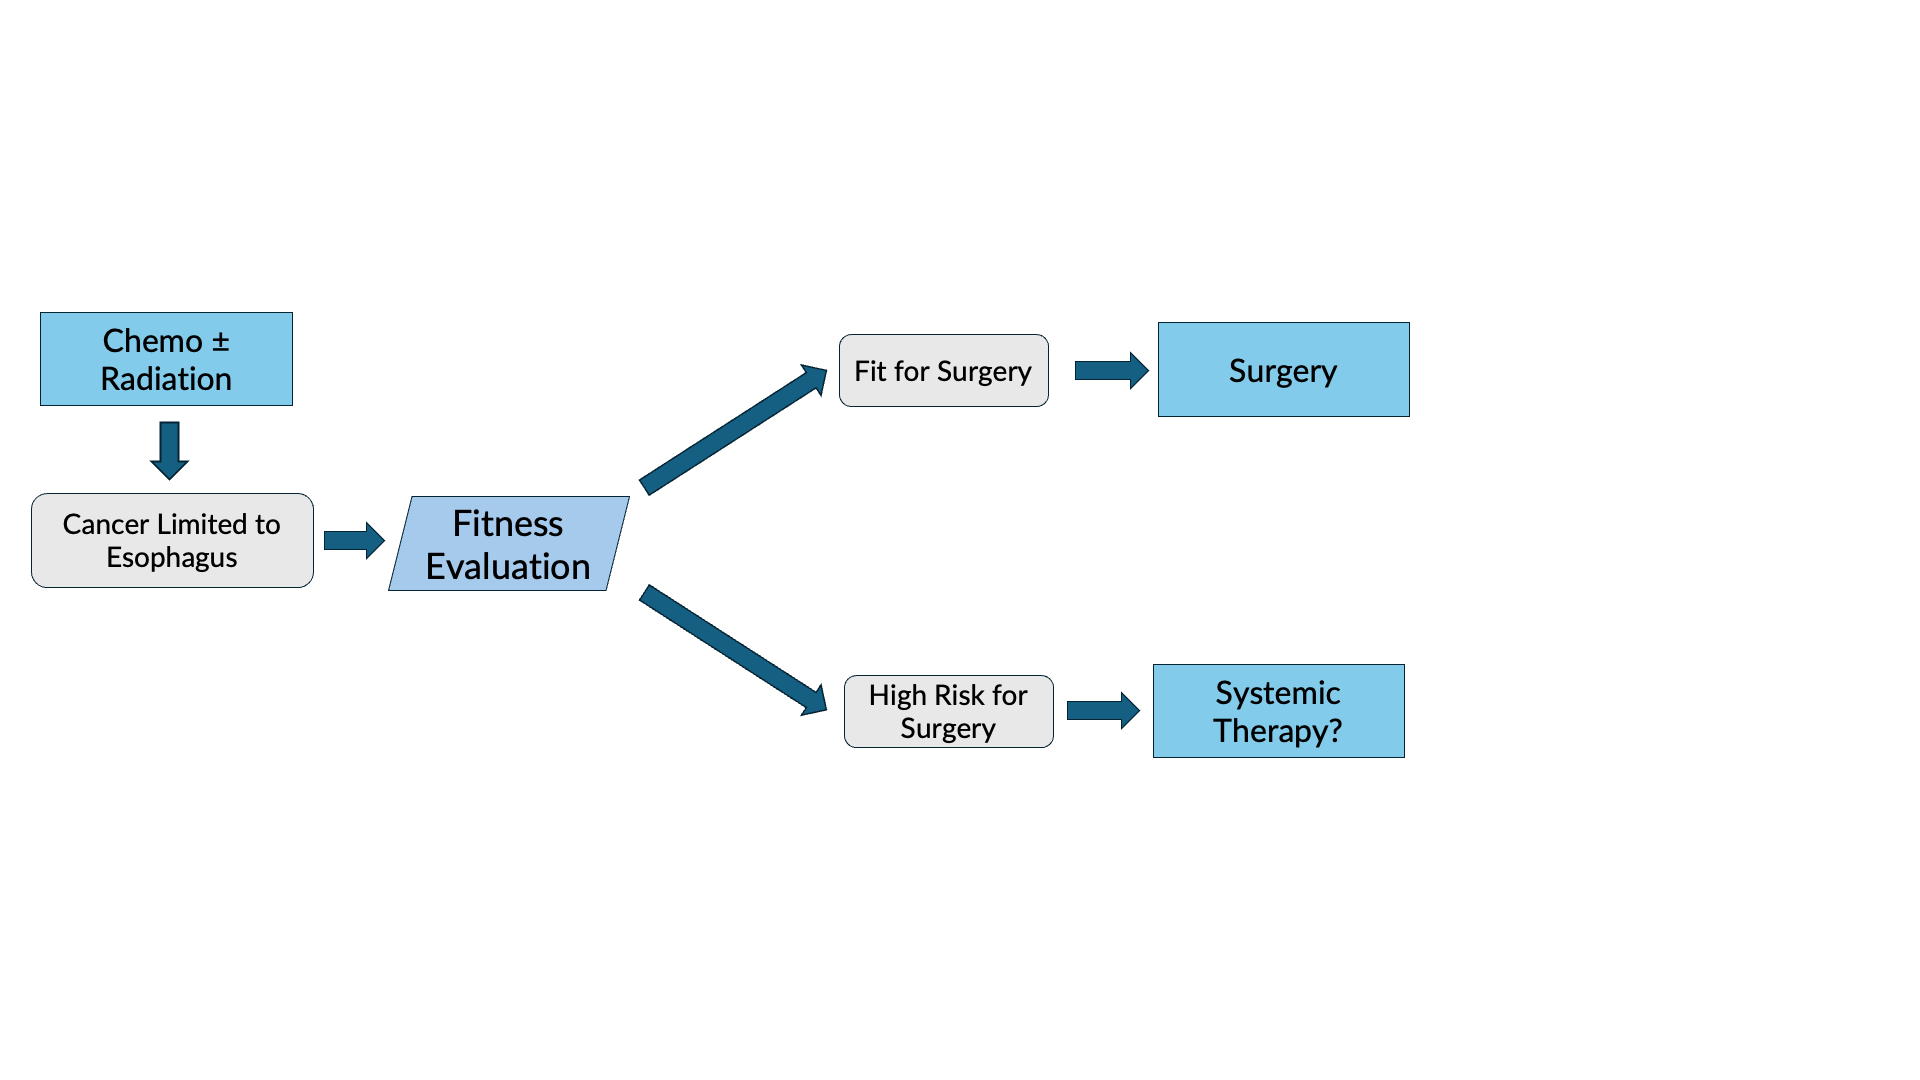 Chemo ±
Radiation
Cancer Limited to
Esophagus
Fitness
Evaluation
Fit for Surgery
Surgery
High Risk for
Surgery
Systemic
Therapy?